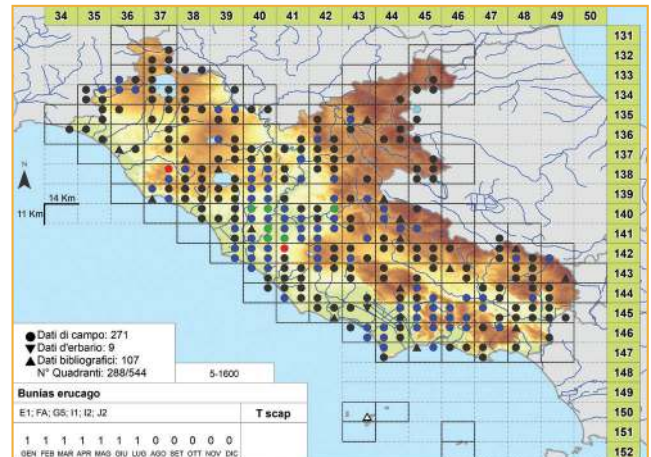 34 35 36 37 38 39 40 41 42 43 44 45 46 47 48 49 50
131
132
133
134
135
136
137
138
139
140
141
142
143
144
145
146
147
150
151
152
N
14 Km
11 Km
Dati di campo: 271
Dati d'erbario: 9
Dati bibliografici: 107
N° Quadranti: 288/544
5-1600
Bunias erucago
E1; FA; G5; I1; I2; J2
T scap
1 1 1 1 1 1 1 0 0 0 0 0
GEN FEB MAR APR MAG GIU LUG AGO SET OTT NOV DIC